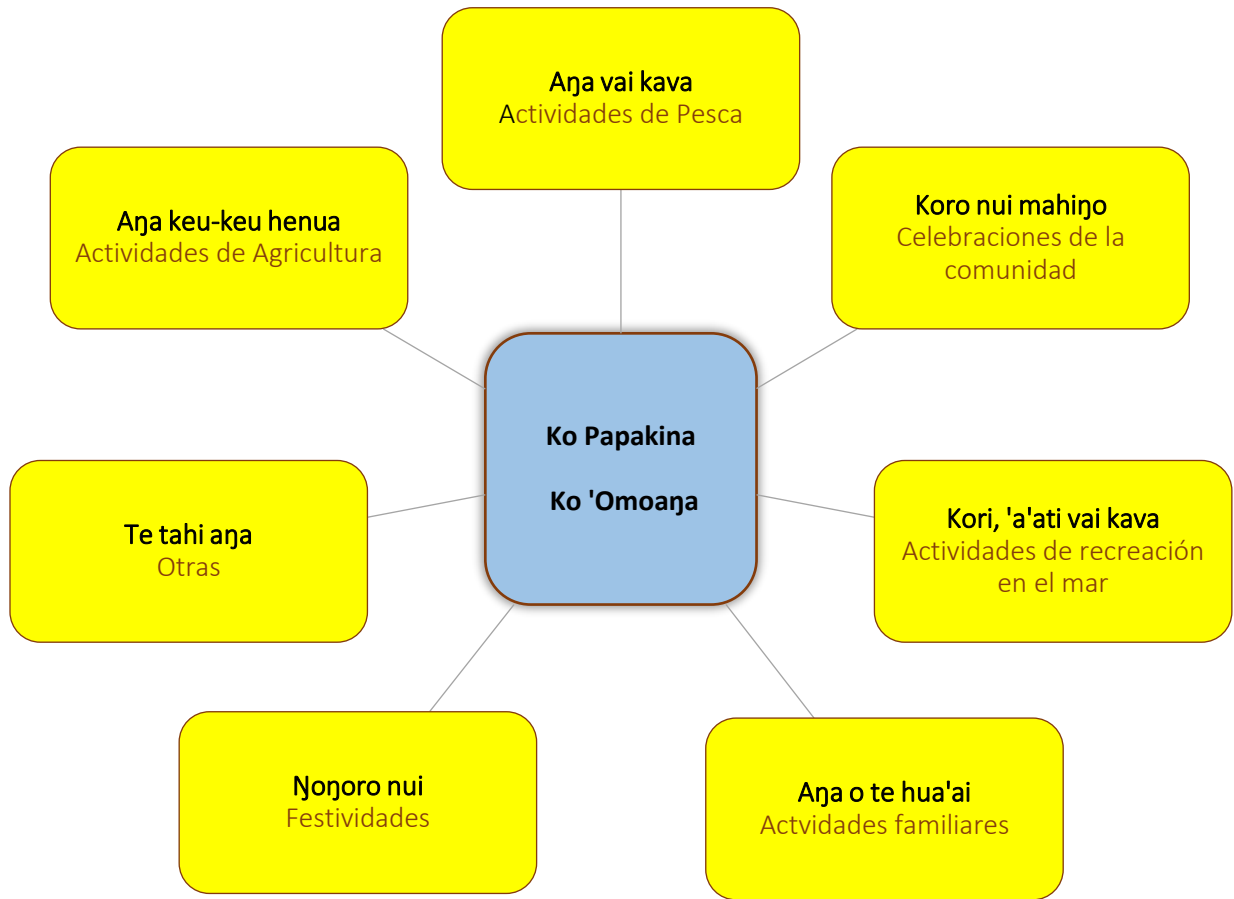 Aŋa vai kava
Actividades de Pesca
Aŋa keu-keu henua
Actividades de Agricultura
Koro nui mahiŋo
Celebraciones de la
comunidad
Ko Papakina
Ko 'Omoaŋa
Te tahi aŋa
Otras
Kori, 'a'ati vai kava
Actividades de recreación
en el mar
Ŋoŋoro nui
Festividades
Aŋa o te hua'ai
Actvidades familiares